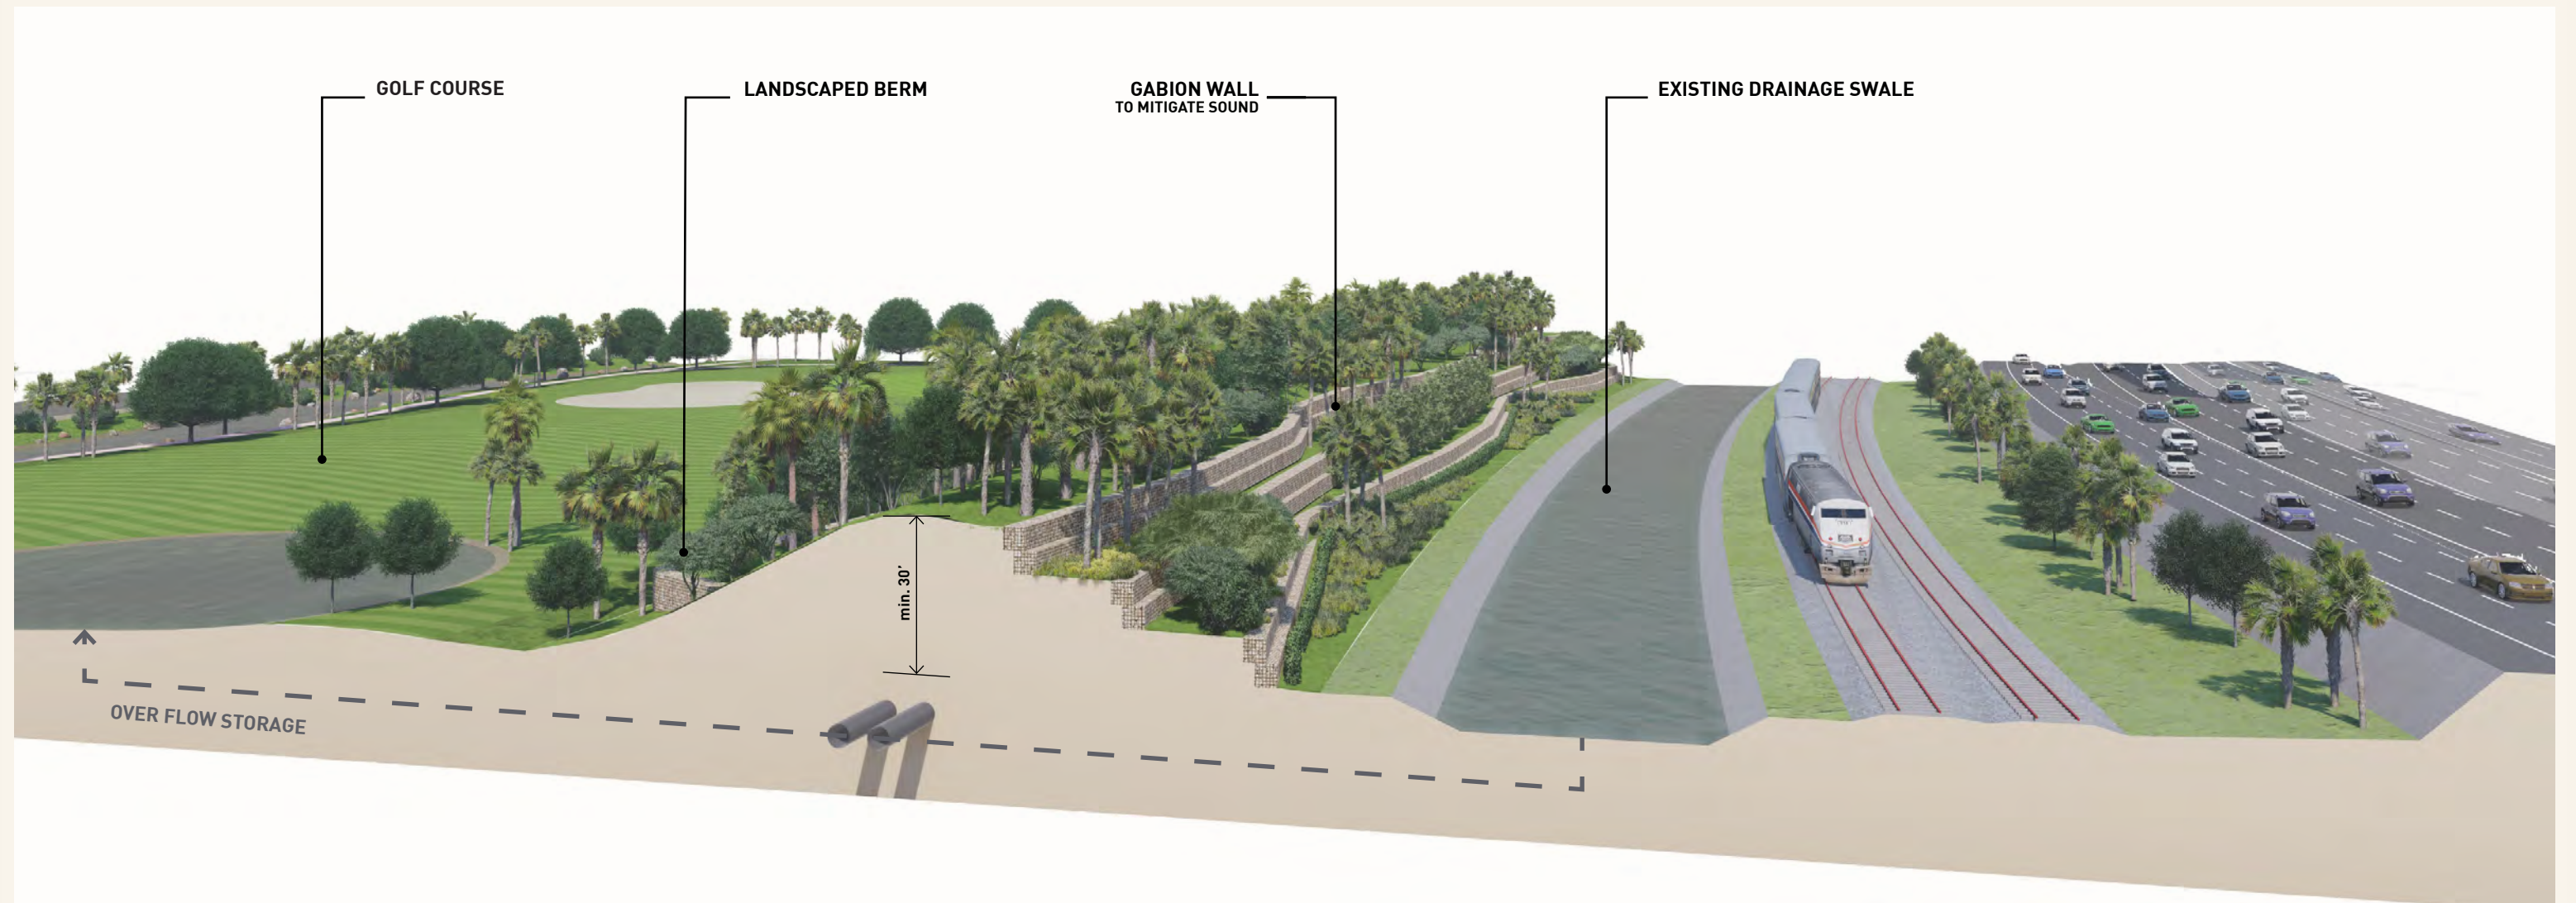 GOLF COURSE
LANDSCAPED BERM
GABION WALL
TO MITIGATE SOUND
EXISTING DRAINAGE SWALE
min. 30'
OVER FLOW STORAGE